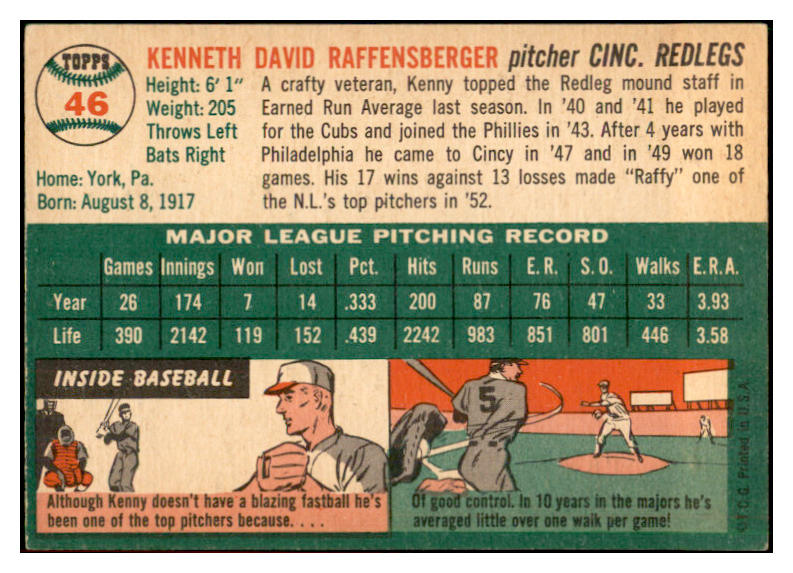 TOPPS
46
KENNETH DAVID RAFFENSBERGER pitcher CINC. REDLEGS
Height: 6' 1"
Weight: 205
Throws Left
Bats Right
Home: York, Pa.
Born: August 8, 1917
A crafty veteran, Kenny topped the Redleg mound staff in
Earned Run Average last season. In '40 and '41 he played
for the Cubs and joined the Phillies in '43. After 4 years with
Philadelphia he came to Cincy in '47 and in '49 won 18
games. His 17 wins against 13 losses made "Raffy" one of
the N.L.'s top pitchers in '52.
MAJOR LEAGUE PITCHING RECORD
Games Innings Won Lost Pct. Hits Runs E.R. S.O. Walks E.R.A.
Year 26 174 7 14 .333 200 87 76 47 33 3.93
Life 390 2142 119 152 .439 2242 983 851 801 446 3.58
INSIDE BASEBALL
Although Kenny doesn't have a blazing fastball he's
been one of the top pitchers because. . . .
5
Of good control. In 10 years in the majors he's
averaged little over one walk per game!
©T.C.G. Printed in U.S.A.